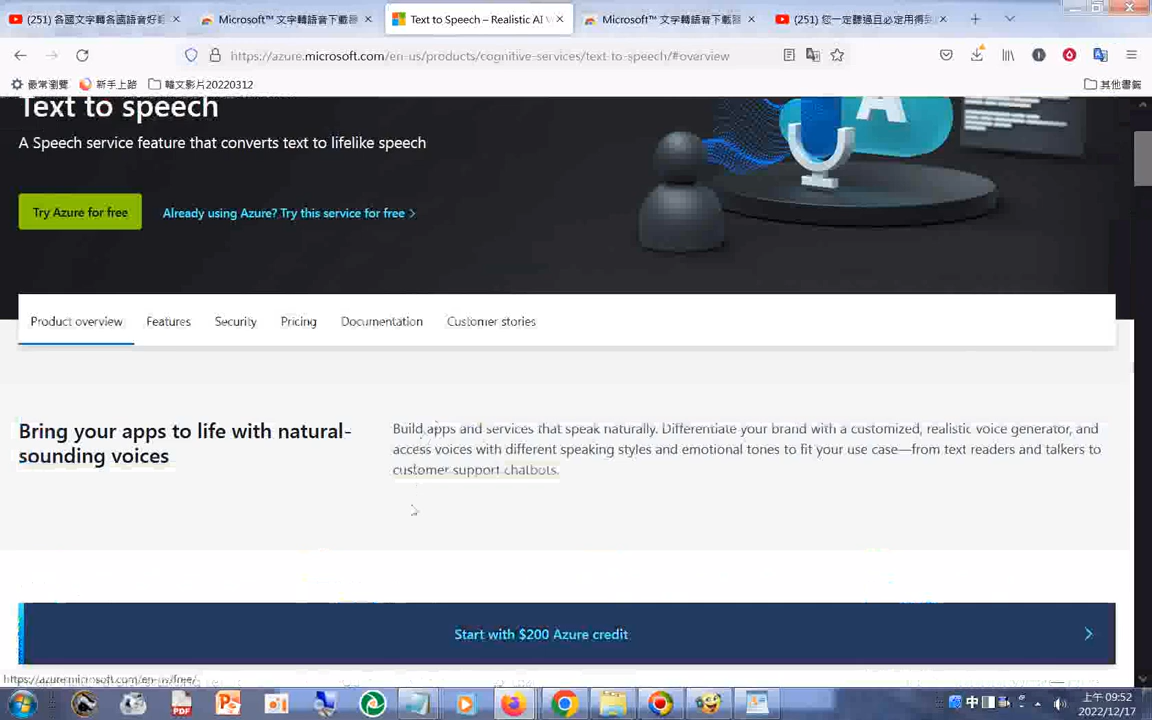 (251) 各國文字轉各國語音好
Microsoft™ 文字轉語音下載器
Text to Speech – Realistic AI V
Microsoft™ 文字轉語音下載器
(251) 您一定聽過且必定用得到
https://azure.microsoft.com/en-us/products/cognitive-services/text-to-speech/#overview
最常瀏覽
新手上路
輔文影片20220312
其他書籤
Text to speech
A Speech service feature that converts text to lifelike speech
A
Try Azure for free
Already using Azure? Try this service for free
Product overview
Features
Security
Pricing
Documentation
Customer stories
Bring your apps to life with natural-
sounding voices
Build apps and services that speak naturally. Differentiate your brand with a customized, realistic voice generator, and
access voices with different speaking styles and emotional tones to fit your use case—from text readers and talkers to
customer support chatbots.
Start with $200 Azure credit
https://azure.microsoft.com/en-us/free/
PDF
中
上午 09:52
2022/12/17